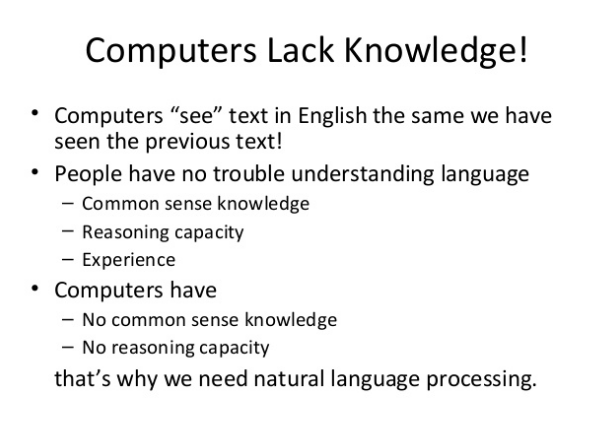 Computers Lack Knowledge!
• Computers “see” text in English the same we have
seen the previous text!
• People have no trouble understanding language
– Common sense knowledge
– Reasoning capacity
– Experience
• Computers have
– No common sense knowledge
– No reasoning capacity
that’s why we need natural language processing.